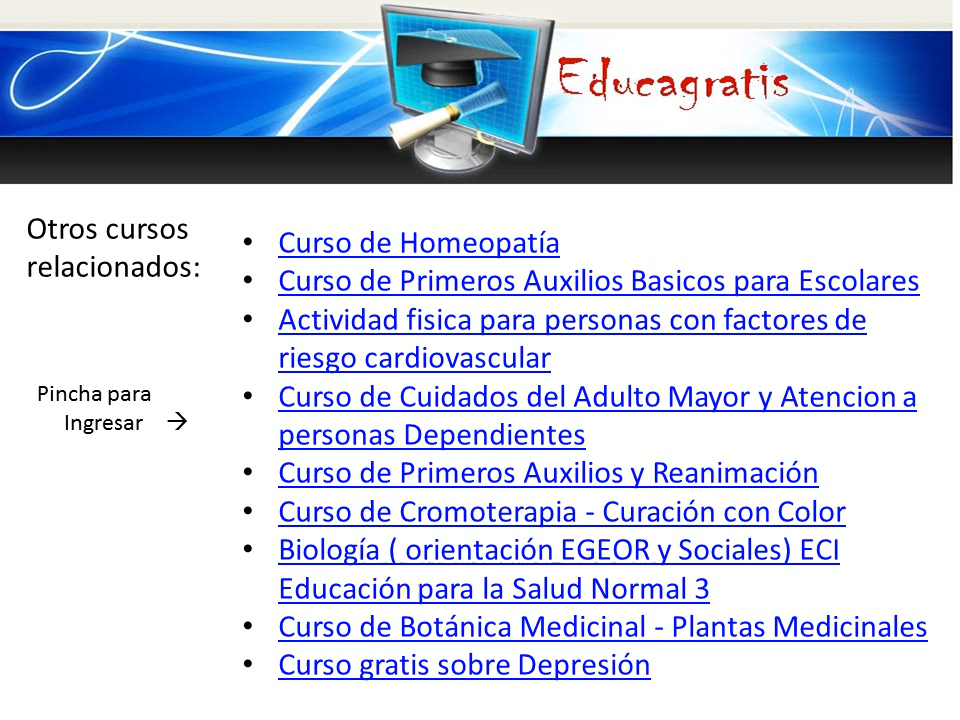 Educagratis
Otros cursos
relacionados:
Pincha para
Ingresar →
• Curso de Homeopatía
• Curso de Primeros Auxilios Basicos para Escolares
• Actividad fisica para personas con factores de
riesgo cardiovascular
• Curso de Cuidados del Adulto Mayor y Atencion a
personas Dependientes
• Curso de Primeros Auxilios y Reanimación
• Curso de Cromoterapia - Curación con Color
• Biología ( orientación EGEOR y Sociales) ECI
Educación para la Salud Normal 3
• Curso de Botánica Medicinal - Plantas Medicinales
• Curso gratis sobre Depresión